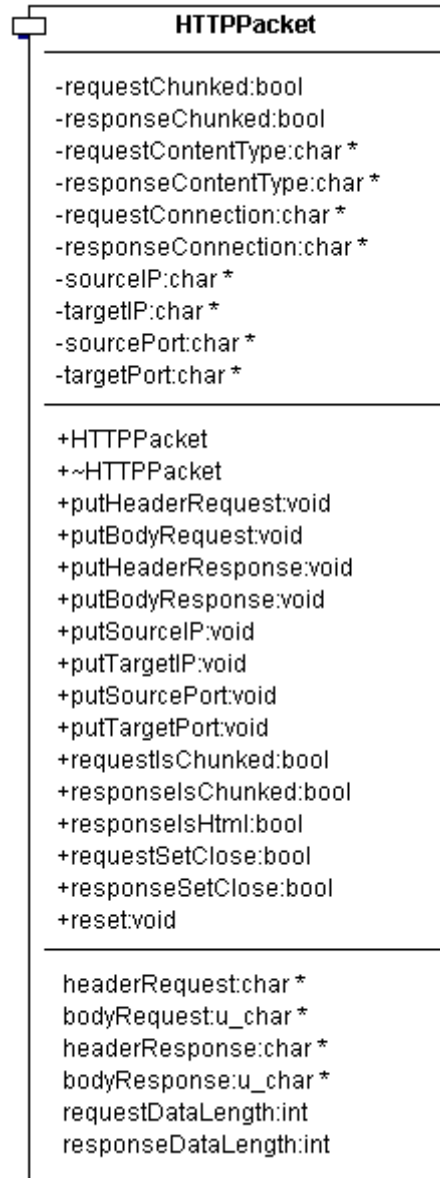 HTTPPacket
-requestChunked:bool
-responseChunked:bool
-requestContentType:char *
-responseContentType:char *
-requestConnection:char *
-responseConnection:char *
-sourceIP:char *
-targetIP:char *
-sourcePort:char *
-targetPort:char *
+HTTPPacket
+~HTTPPacket
+putHeaderRequest:void
+putBodyRequest:void
+putHeaderResponse:void
+putBodyResponse:void
+putSourceIP:void
+putTargetIP:void
+putSourcePort:void
+putTargetPort:void
+requestIsChunked:bool
+responseIsChunked:bool
+responseIsHtml:bool
+requestSetClose:bool
+responseSetClose:bool
+reset:void
headerRequest:char *
bodyRequest:u_char *
headerResponse:char *
bodyResponse:u_char *
requestDataLength:int
responseDataLength:int